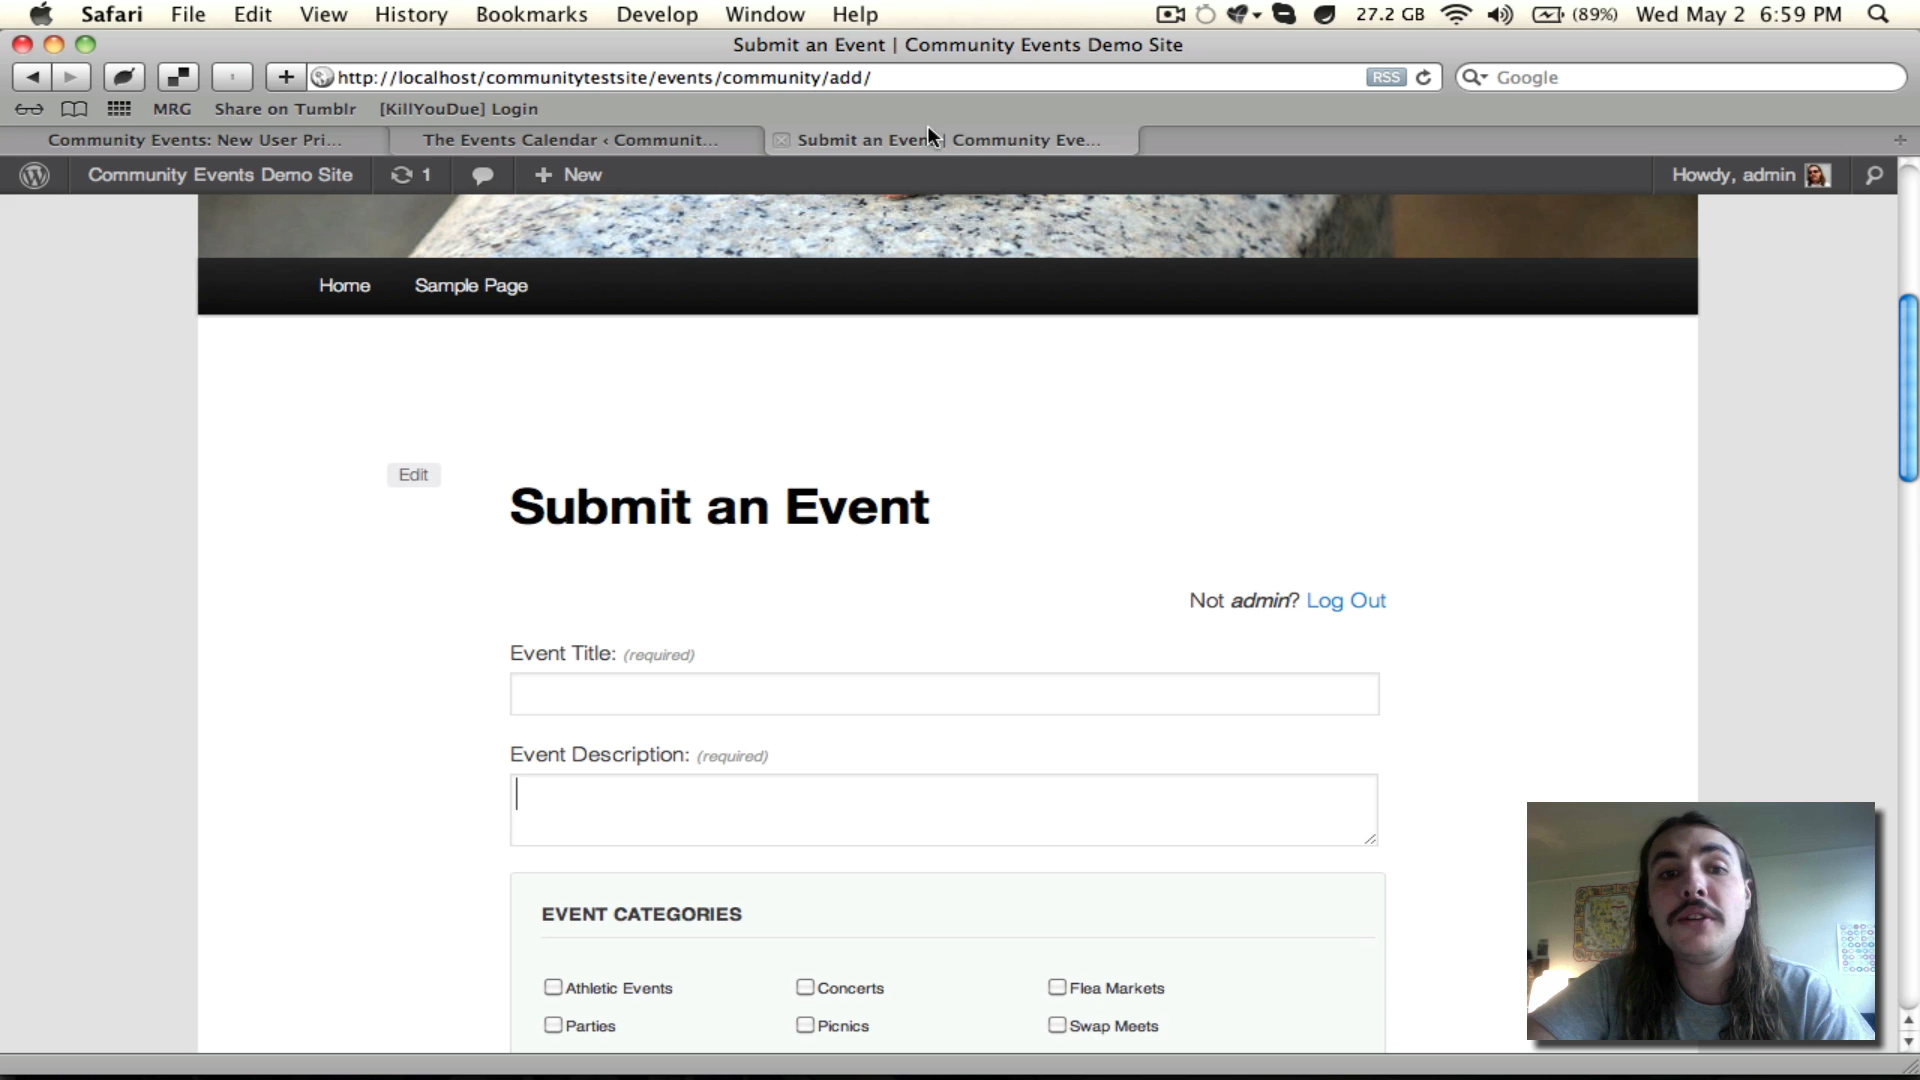 Safari File Edit View History Bookmarks Develop Window Help 27.2 GB (89%) Wed May 2 6:59 PM
Submit an Event | Community Events Demo Site
http://localhost/communitytestsite/events/community/add/ RSS Google
MRG Share on Tumblr [KillYouDue] Login
Community Events: New User Pri... The Events Calendar ‹ Communit... Submit an Event | Community Eve...
Community Events Demo Site 1 + New Howdy, admin
Home Sample Page
Edit
Submit an Event
Not admin? Log Out
Event Title: (required)
Event Description: (required)
EVENT CATEGORIES
Athletic Events Concerts Flea Markets
Parties Picnics Swap Meets